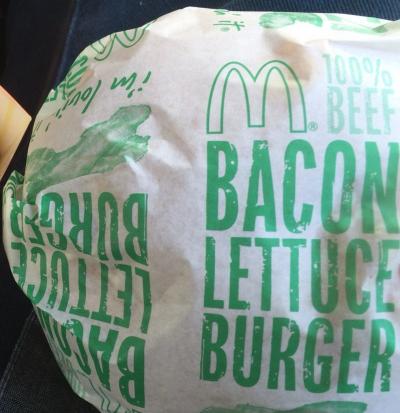 100%
BEEF
BACON
LETTUCE
BURGER
i'm lovin' it
BACON
LETTUCE
BURGER